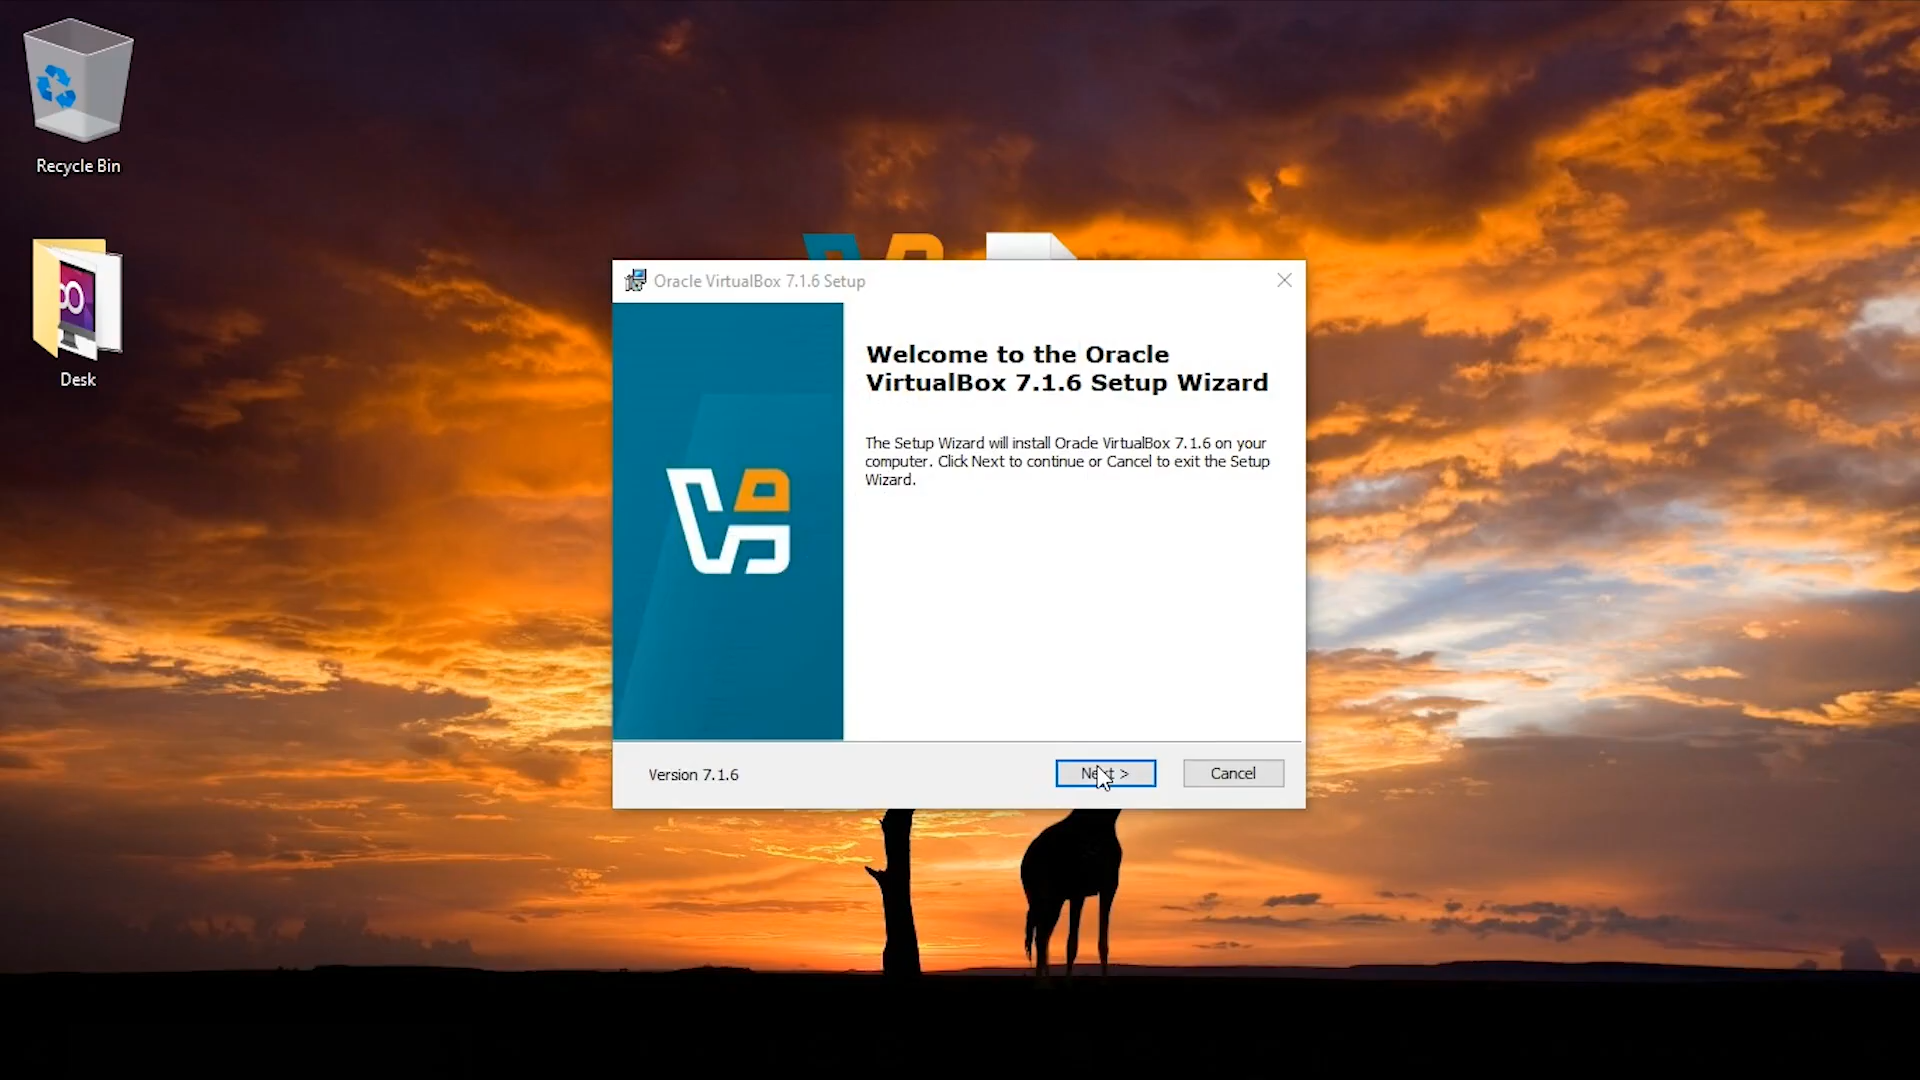 Recycle Bin
Desk
Oracle VirtualBox 7.1.6 Setup
Welcome to the Oracle
VirtualBox 7.1.6 Setup Wizard
The Setup Wizard will install Oracle VirtualBox 7.1.6 on your
computer. Click Next to continue or Cancel to exit the Setup
Wizard.
Version 7.1.6
Next >
Cancel